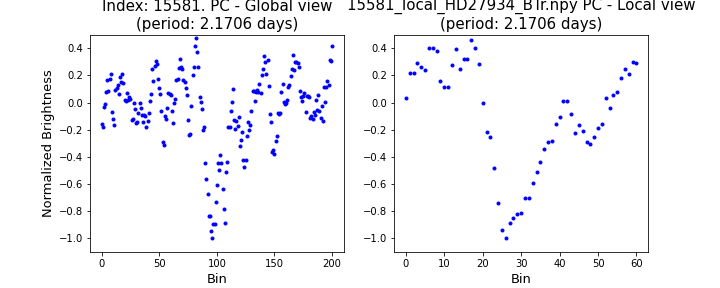 Index: 15581. PC - Global view
(period: 2.1706 days)
15581_local_HD27934_BTr.npy PC - Local view
(period: 2.1706 days)
Normalized Brightness
0.4
0.2
0.0
−0.2
−0.4
−0.6
−0.8
−1.0
0 50 100 150 200
Bin
0.4
0.2
0.0
−0.2
−0.4
−0.6
−0.8
−1.0
0 10 20 30 40 50 60
Bin